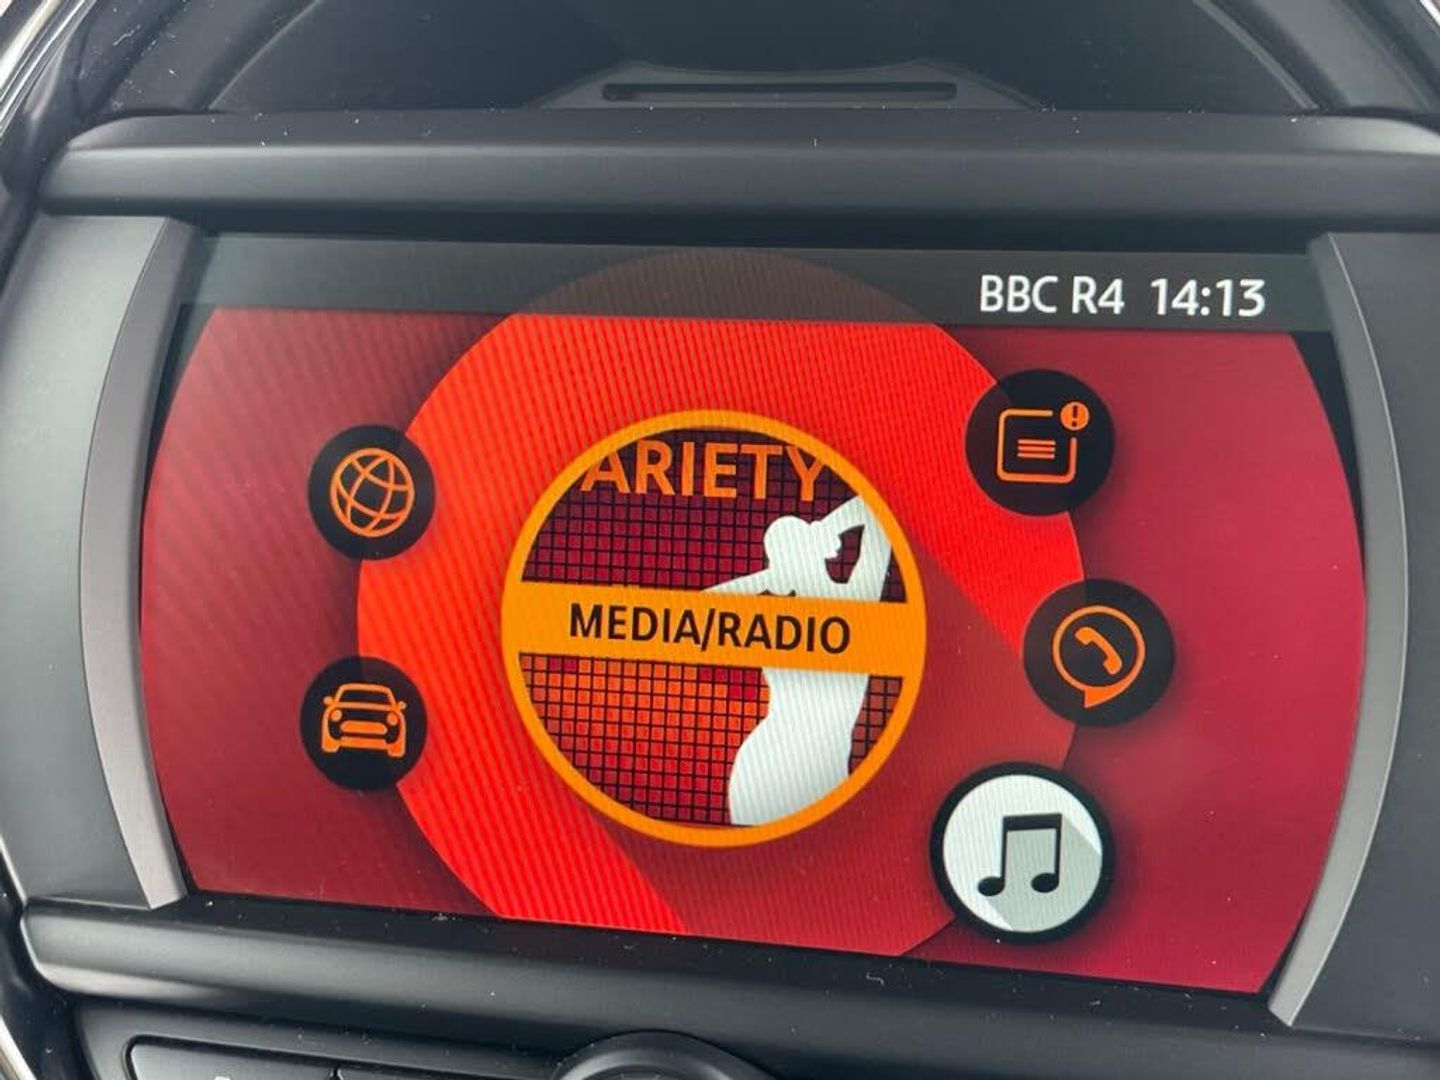 BBC R4 14:13
ARIETY
MEDIA/RADIO